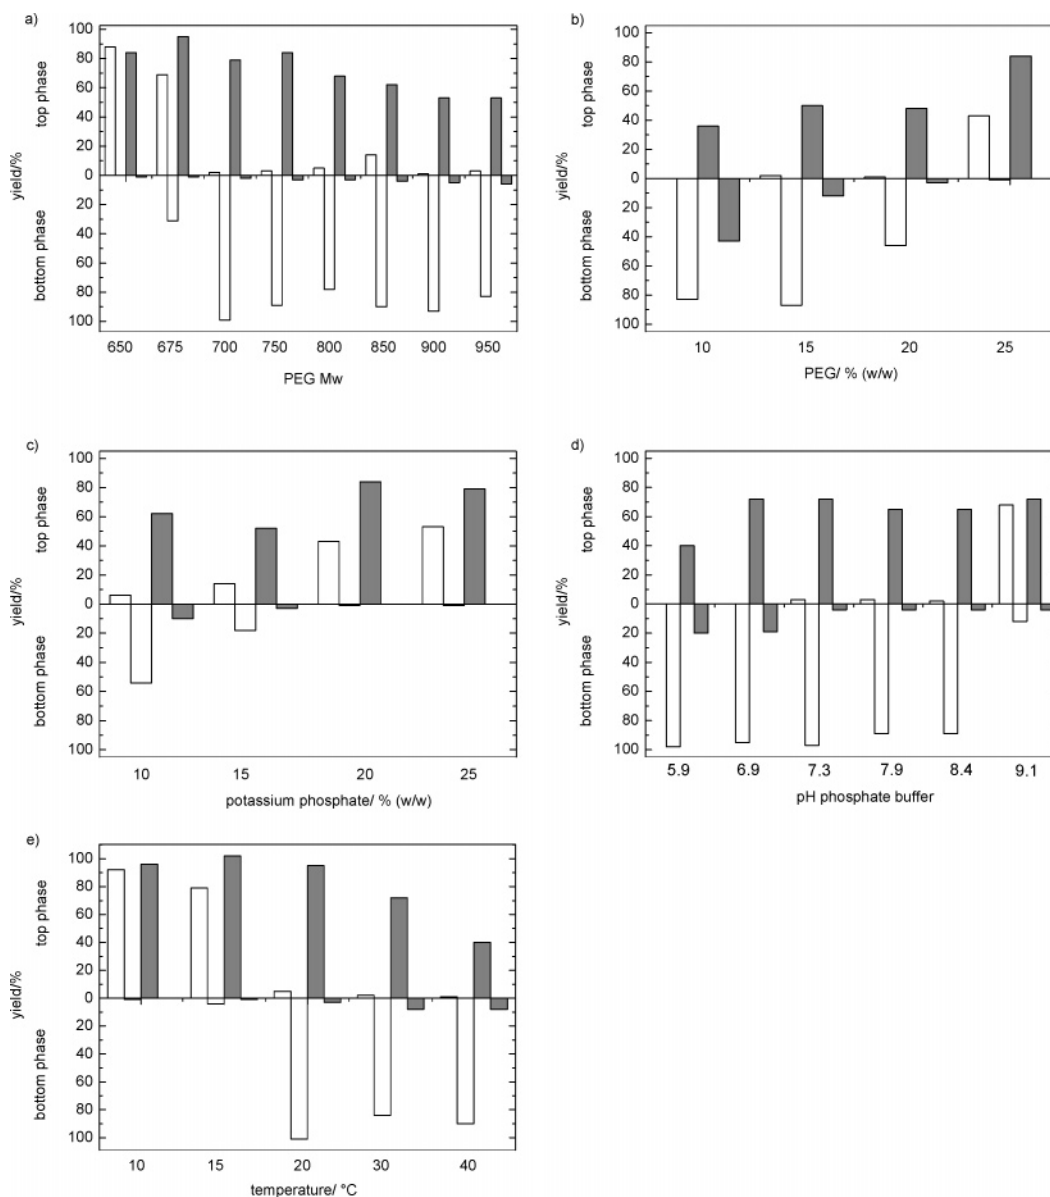 a)
100
80
60
40
20
0
20
40
60
80
100
top phase
yield/%
bottom phase
650 675 700 750 800 850 900 950
PEG Mw
b)
100
80
60
40
20
0
20
40
60
80
100
top phase
yield/%
bottom phase
10 15 20 25
PEG/ % (w/w)
c)
100
80
60
40
20
0
20
40
60
80
100
top phase
yield/%
bottom phase
10 15 20 25
potassium phosphate/ % (w/w)
d)
100
80
60
40
20
0
20
40
60
80
100
top phase
yield/%
bottom phase
5.9 6.9 7.3 7.9 8.4 9.1
pH phosphate buffer
e)
100
80
60
40
20
0
20
40
60
80
100
top phase
yield/%
bottom phase
10 15 20 30 40
temperature/ °C